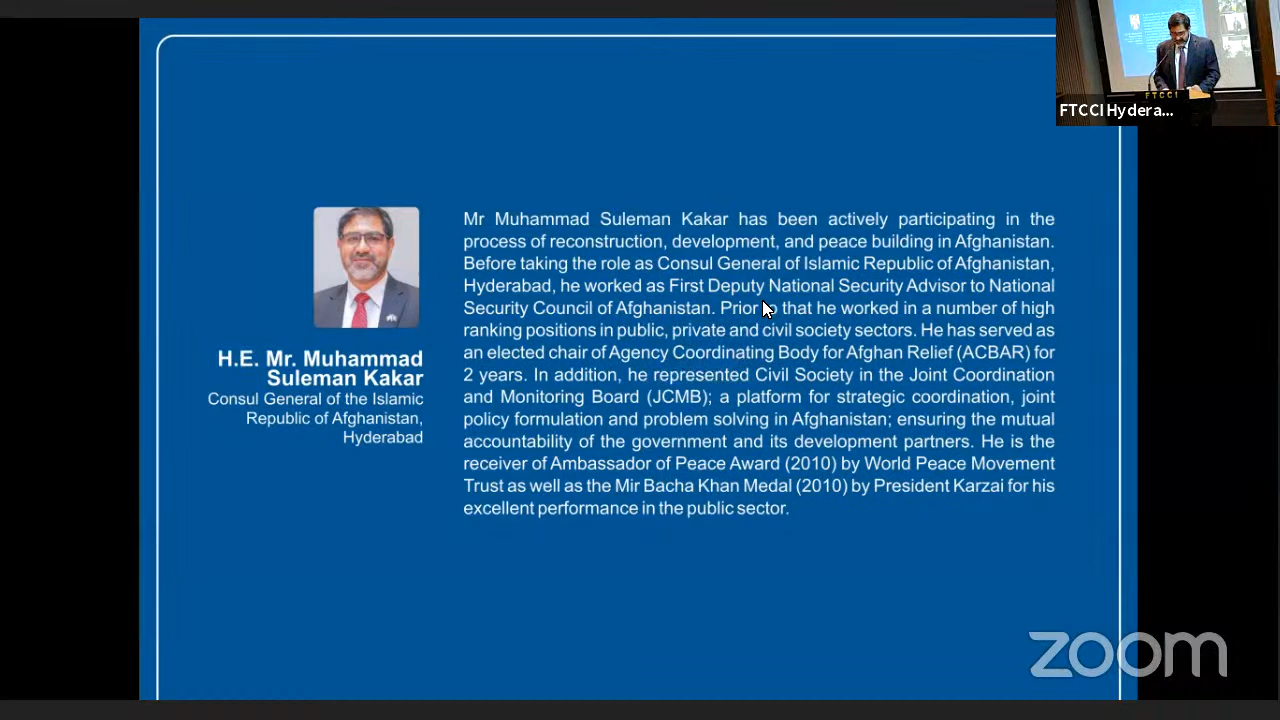 FTCCI
FTCCI Hydera...
H.E. Mr. Muhammad
Suleman Kakar
Consul General of the Islamic
Republic of Afghanistan,
Hyderabad
Mr Muhammad Suleman Kakar has been actively participating in the
process of reconstruction, development, and peace building in Afghanistan.
Before taking the role as Consul General of Islamic Republic of Afghanistan,
Hyderabad, he worked as First Deputy National Security Advisor to National
Security Council of Afghanistan. Prior to that he worked in a number of high
ranking positions in public, private and civil society sectors. He has served as
an elected chair of Agency Coordinating Body for Afghan Relief (ACBAR) for
2 years. In addition, he represented Civil Society in the Joint Coordination
and Monitoring Board (JCMB); a platform for strategic coordination, joint
policy formulation and problem solving in Afghanistan; ensuring the mutual
accountability of the government and its development partners. He is the
receiver of Ambassador of Peace Award (2010) by World Peace Movement
Trust as well as the Mir Bacha Khan Medal (2010) by President Karzai for his
excellent performance in the public sector.
zoom